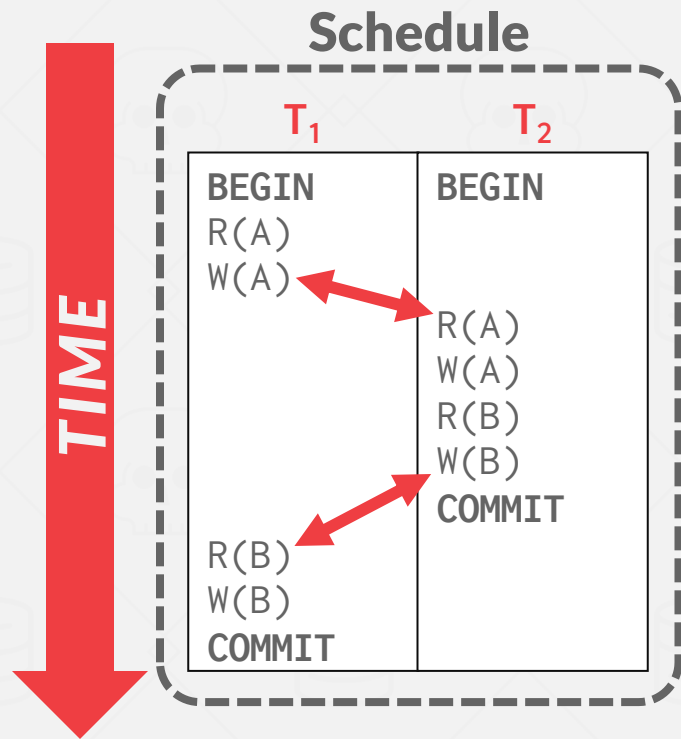 Schedule
TIME
T₁ T₂
BEGIN BEGIN
R(A)
W(A)
R(A)
W(A)
R(B)
W(B)
COMMIT
R(B)
W(B)
COMMIT